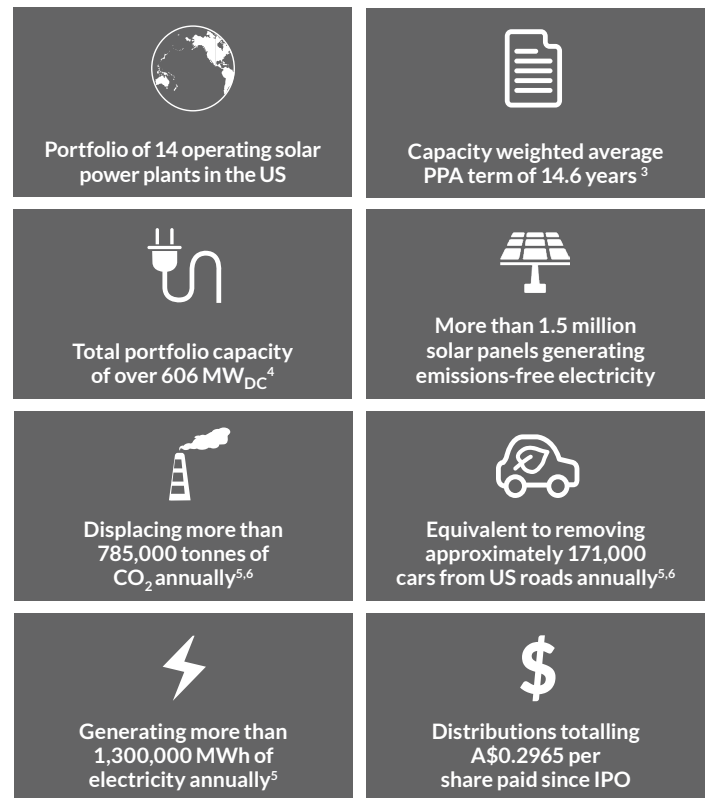 Portfolio of 14 operating solar
power plants in the US
Capacity weighted average
PPA term of 14.6 years ³
Total portfolio capacity
of over 606 MW_DC⁴
More than 1.5 million
solar panels generating
emissions-free electricity
Displacing more than
785,000 tonnes of
CO₂ annually⁵,⁶
Equivalent to removing
approximately 171,000
cars from US roads annually⁵,⁶
Generating more than
1,300,000 MWh of
electricity annually⁵
$
Distributions totalling
A$0.2965 per
share paid since IPO